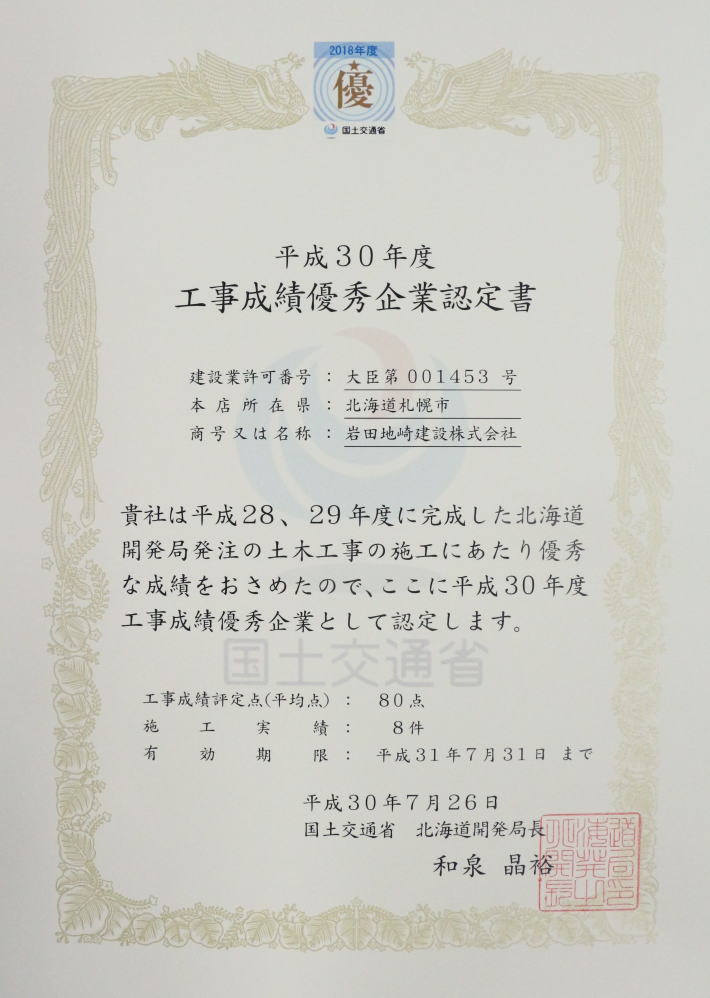 2018年度
優
国土交通省
平成30年度
工事成績優秀企業認定書
建設業許可番号 : 大臣第 001453 号
本店所在県 : 北海道札幌市
商号又は名称 : 岩田地崎建設株式会社
貴社は平成28、29年度に完成した北海道
開発局発注の土木工事の施工にあたり優秀
な成績をおさめたので、ここに平成30年度
工事成績優秀企業として認定します。
国土交通省
工事成績評定点(平均点) : 80点
施工実績 : 8件
有効期限 : 平成31年7月31日 まで
平成30年7月26日
国土交通省 北海道開発局長
和泉 晶裕